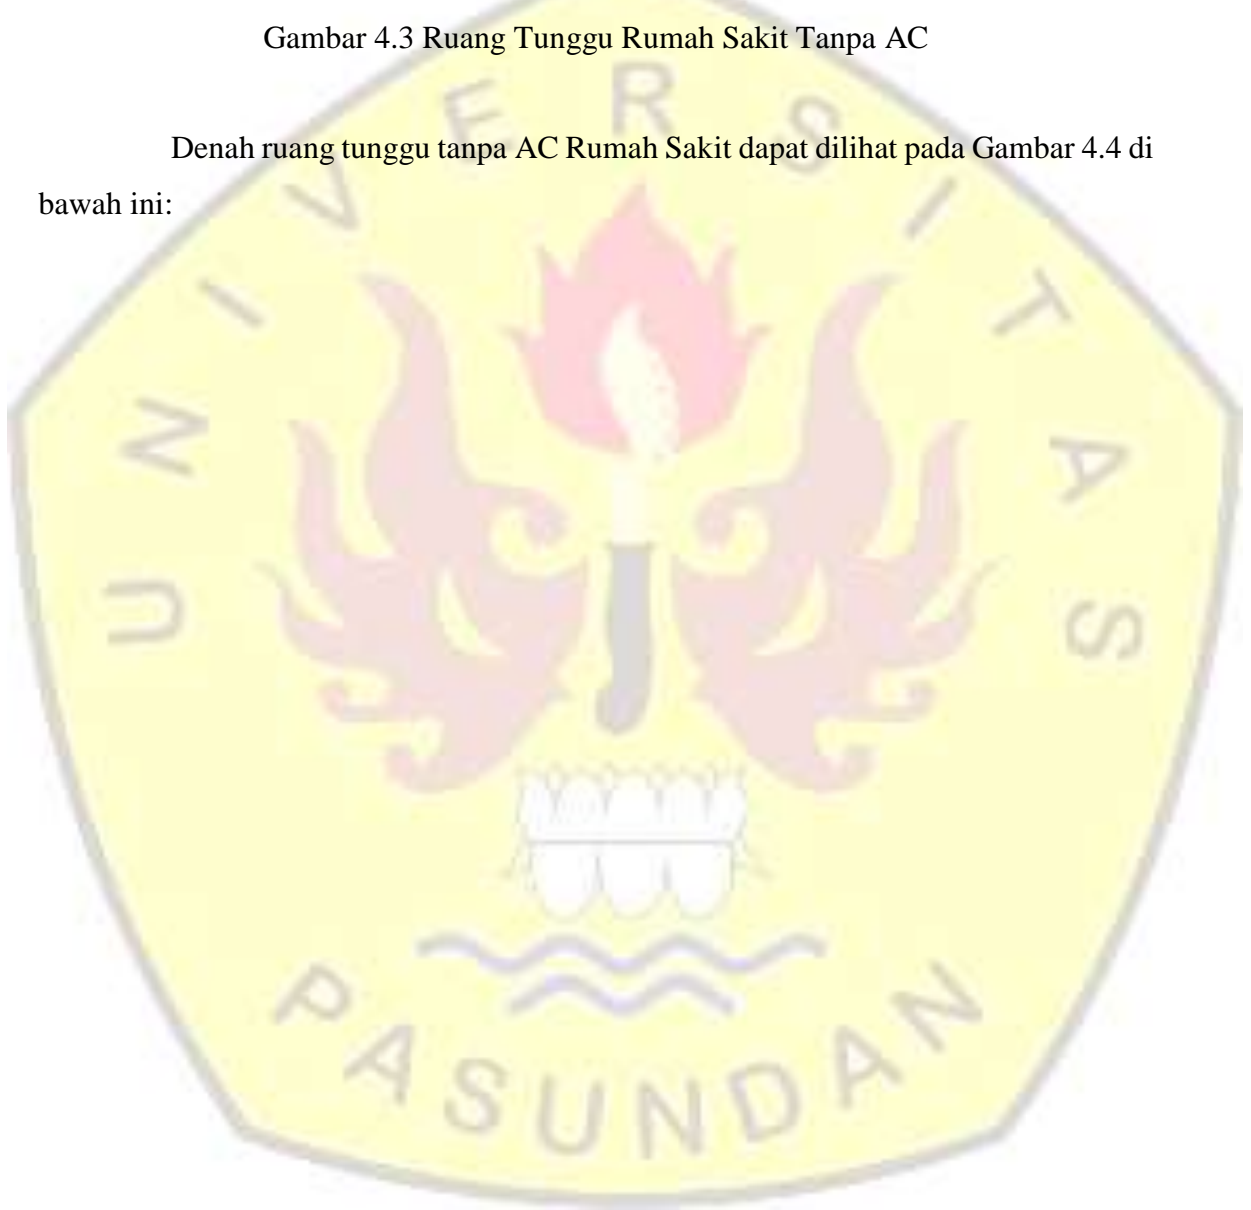 Gambar 4.3 Ruang Tunggu Rumah Sakit Tanpa AC
Denah ruang tunggu tanpa AC Rumah Sakit dapat dilihat pada Gambar 4.4 di
bawah ini:
UNIVERSITAS
PASUNDAN